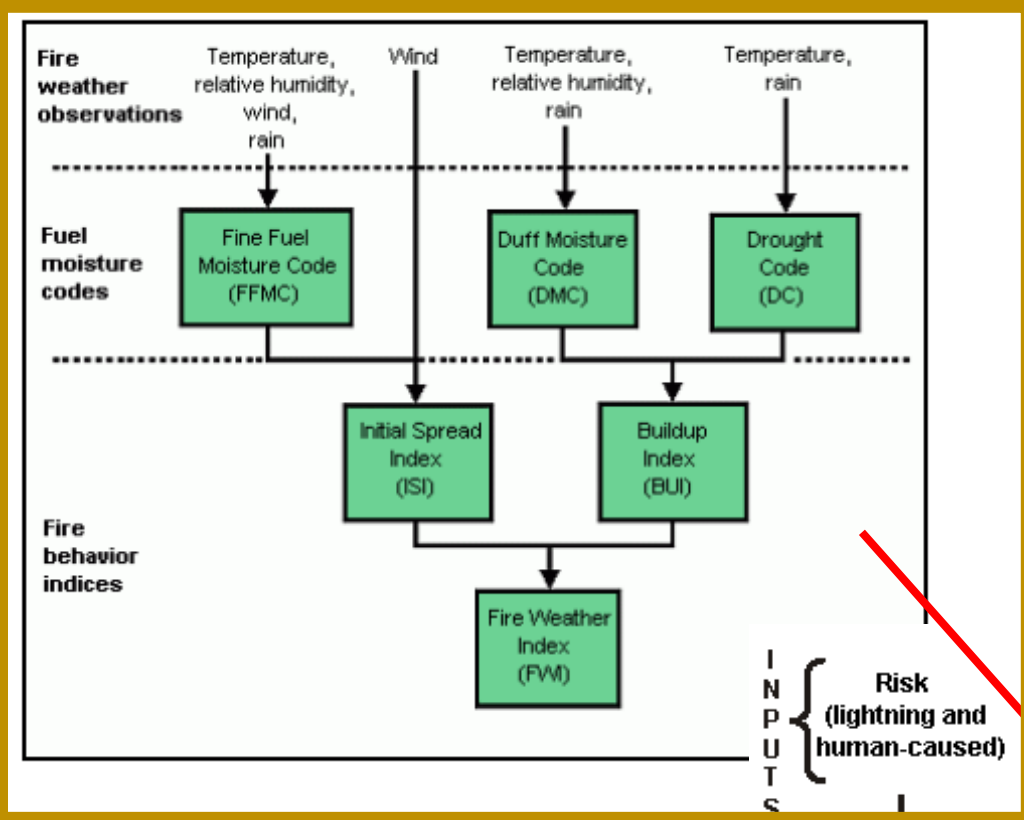 Fire
weather
observations
Temperature,
relative humidity,
wind,
rain
Wind
Temperature,
relative humidity,
rain
Temperature,
rain
Fuel
moisture
codes
Fine Fuel
Moisture Code
(FFMC)
Duff Moisture
Code
(DMC)
Drought
Code
(DC)
Fire
behavior
indices
Initial Spread
Index
(ISI)
Buildup
Index
(BUI)
Fire Weather
Index
(FWI)
INPUTS
Risk
(lightning and
human-caused)